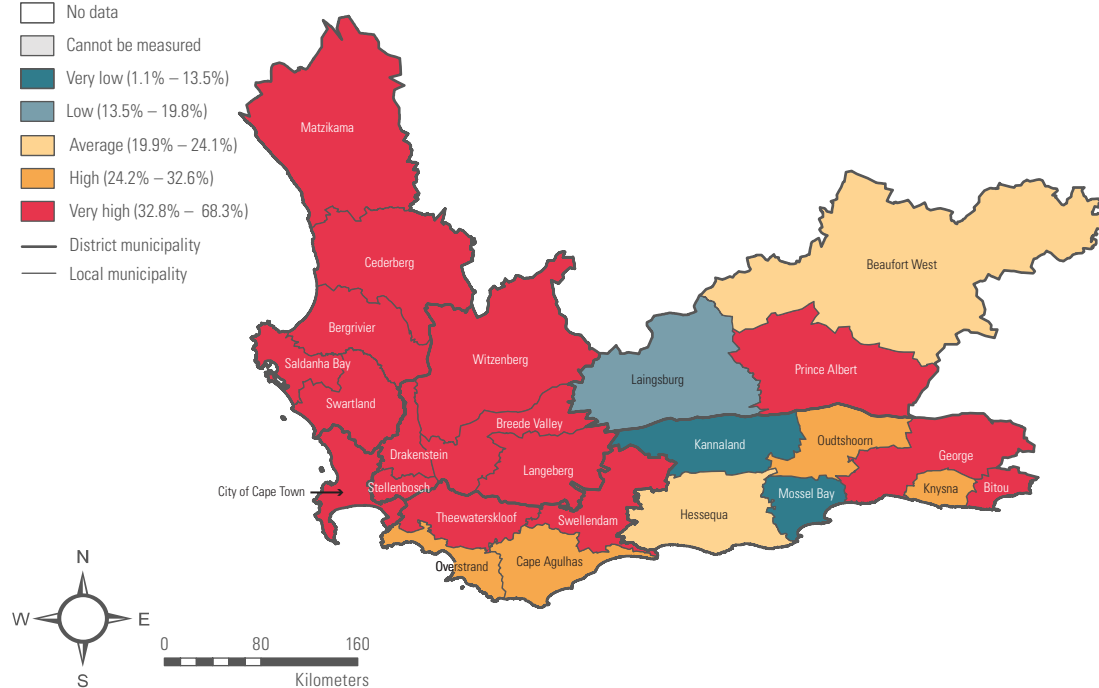 No data
Cannot be measured
Very low (1.1% – 13.5%)
Low (13.5% – 19.8%)
Average (19.9% – 24.1%)
High (24.2% – 32.6%)
Very high (32.8% – 68.3%)
District municipality
Local municipality
Matzikama
Cederberg
Beaufort West
Bergrivier
Witzenberg
Saldanha Bay
Prince Albert
Laingsburg
Swartland
Breede Valley
Kannaland
Oudtshoorn
Drakenstein
George
Langeberg
Stellenbosch
City of Cape Town
Mossel Bay
Knysna
Bitou
Theewaterskloof
Swellendam
Hessequa
Overstrand
Cape Agulhas
N
W
E
S
0 80 160
Kilometers